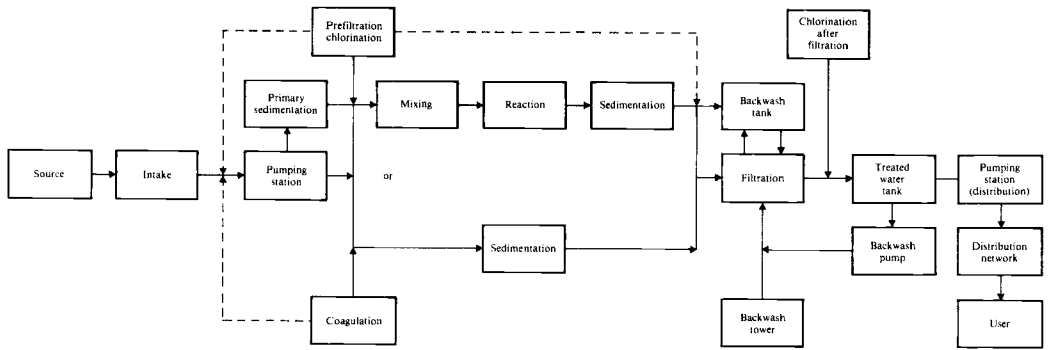 Prefiltration
chlorination
Chlorination
after
filtration
Primary
sedimentation
Mixing
Reaction
Sedimentation
Backwash
tank
Source
Intake
Pumping
station
or
Filtration
Treated
water
tank
Pumping
station
(distribution)
Sedimentation
Backwash
pump
Distribution
network
Coagulation
Backwash
tower
User